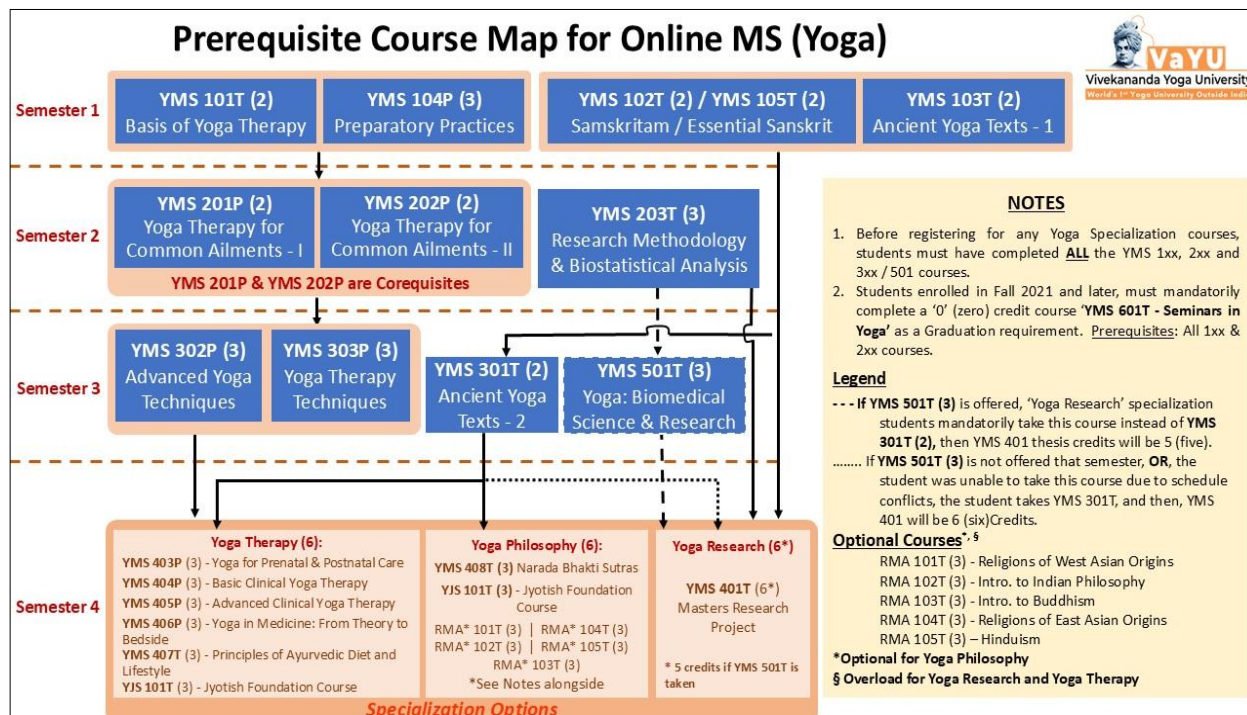 Prerequisite Course Map for Online MS (Yoga)
VaYU
Vivekananda Yoga University
World's 1st Yoga University Outside India
Semester 1
YMS 101T (2)
Basis of Yoga Therapy
YMS 104P (3)
Preparatory Practices
YMS 102T (2) / YMS 105T (2)
Samskritam / Essential Sanskrit
YMS 103T (2)
Ancient Yoga Texts - 1
Semester 2
YMS 201P (2)
Yoga Therapy for
Common Ailments - I
YMS 202P (2)
Yoga Therapy for
Common Ailments - II
YMS 201P & YMS 202P are Corequisites
YMS 203T (3)
Research Methodology
& Biostatistical Analysis
Semester 3
YMS 302P (3)
Advanced Yoga
Techniques
YMS 303P (3)
Yoga Therapy
Techniques
YMS 301T (2)
Ancient Yoga
Texts - 2
YMS 501T (3)
Yoga: Biomedical
Science & Research
Semester 4
Yoga Therapy (6):
YMS 403P (3) - Yoga for Prenatal & Postnatal Care
YMS 404P (3) - Basic Clinical Yoga Therapy
YMS 405P (3) - Advanced Clinical Yoga Therapy
YMS 406P (3) - Yoga in Medicine: From Theory to
Bedside
YMS 407T (3) - Principles of Ayurvedic Diet and
Lifestyle
YJS 101T (3) - Jyotish Foundation Course
Yoga Philosophy (6):
YMS 408T (3) Narada Bhakti Sutras
YJS 101T (3) - Jyotish Foundation
Course
RMA* 101T (3) | RMA* 104T (3)
RMA* 102T (3) | RMA* 105T (3)
RMA* 103T (3)
*See Notes alongside
Yoga Research (6*)
YMS 401T (6*)
Masters Research
Project
* 5 credits if YMS 501T is
taken
Specialization Options
NOTES
1. Before registering for any Yoga Specialization courses,
students must have completed ALL the YMS 1xx, 2xx and
3xx / 501 courses.
2. Students enrolled in Fall 2021 and later, must mandatorily
complete a '0' (zero) credit course 'YMS 601T - Seminars in
Yoga' as a Graduation requirement. Prerequisites: All 1xx &
2xx courses.
Legend
- - - If YMS 501T (3) is offered, 'Yoga Research' specialization
students mandatorily take this course instead of YMS
301T (2), then YMS 401 thesis credits will be 5 (five).
........ If YMS 501T (3) is not offered that semester, OR, the
student was unable to take this course due to schedule
conflicts, the student takes YMS 301T, and then, YMS
401 will be 6 (six)Credits.
Optional Courses*, §
RMA 101T (3) - Religions of West Asian Origins
RMA 102T (3) - Intro. to Indian Philosophy
RMA 103T (3) - Intro. to Buddhism
RMA 104T (3) - Religions of East Asian Origins
RMA 105T (3) – Hinduism
*Optional for Yoga Philosophy
§ Overload for Yoga Research and Yoga Therapy